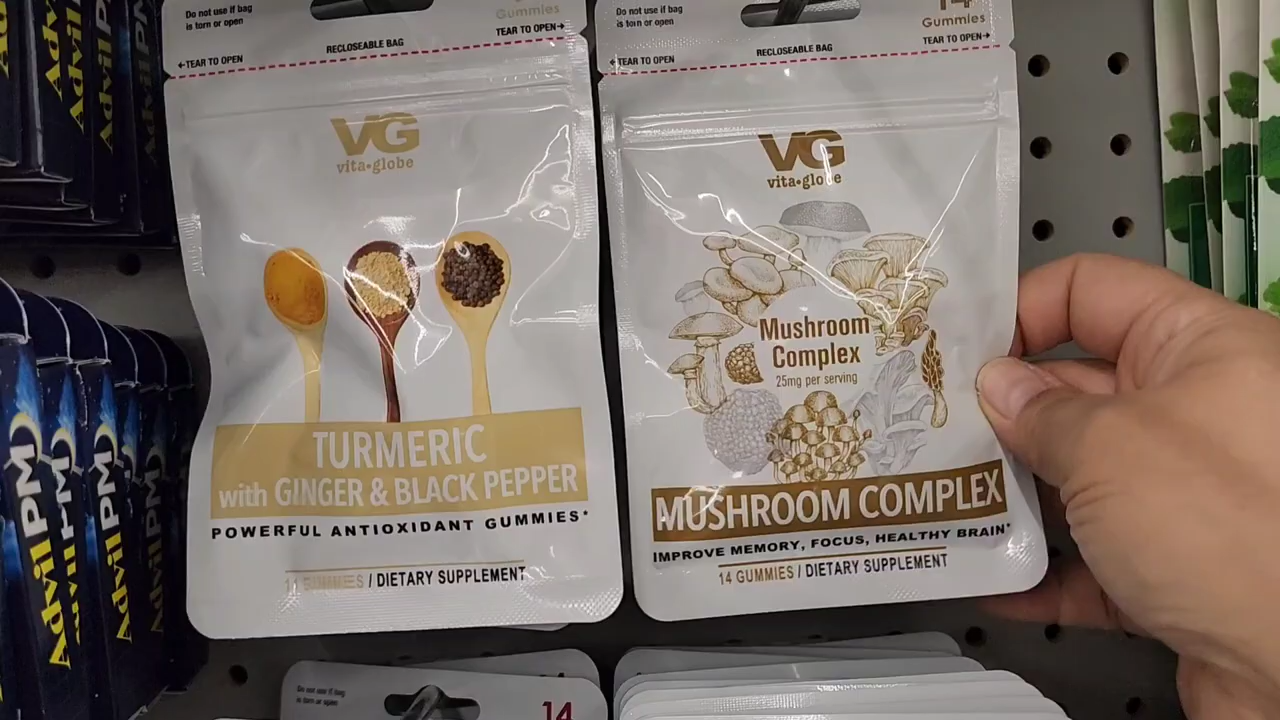 Do not use if bag
is torn or open
Gummies
TEAR TO OPEN→
←TEAR TO OPEN
RECLOSEABLE BAG
VG
vita•globe
TURMERIC
with GINGER & BLACK PEPPER
POWERFUL ANTIOXIDANT GUMMIES*
14 GUMMIES / DIETARY SUPPLEMENT
Do not use if bag
is torn or open
14
Gummies
TEAR TO OPEN→
←TEAR TO OPEN
RECLOSEABLE BAG
VG
vita•globe
Mushroom
Complex
25mg per serving
MUSHROOM COMPLEX
IMPROVE MEMORY, FOCUS, HEALTHY BRAIN*
14 GUMMIES / DIETARY SUPPLEMENT
Advil PM
Advil PM
Advil PM
Advil PM
Advil PM
Do not use if bag
is torn or open
14